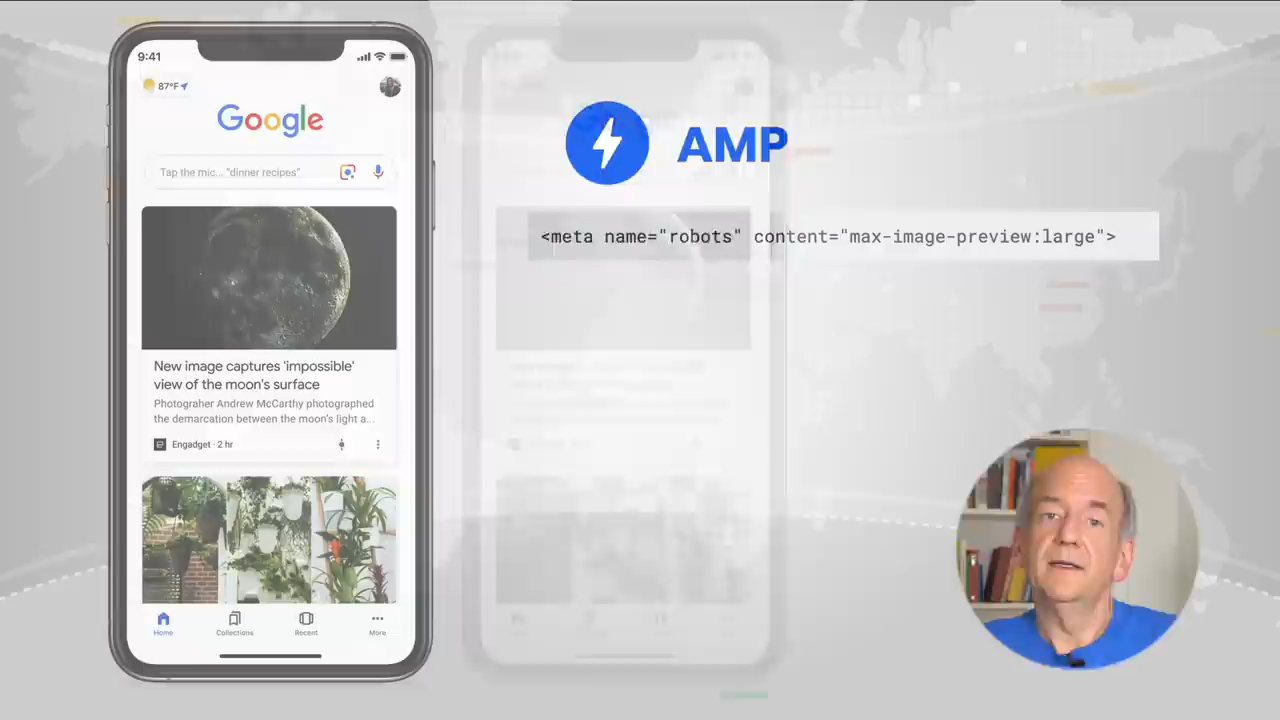 9:41
87°F
Google
Tap the mic... "dinner recipes"
New image captures 'impossible'
view of the moon's surface
Photograher Andrew McCarthy photographed
the demarcation between the moon's light a...
Engadget · 2 hr
Home
Collections
Recent
More
AMP
<meta name="robots" content="max-image-preview:large">